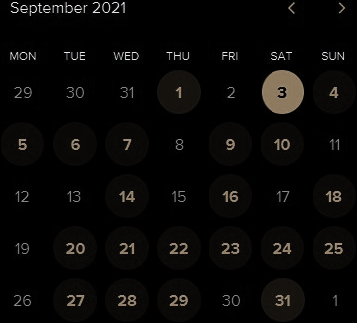 September 2021 < >
MON TUE WED THU FRI SAT SUN
29 30 31 1 2 3 4
5 6 7 8 9 10 11
12 13 14 15 16 17 18
19 20 21 22 23 24 25
26 27 28 29 30 31 1